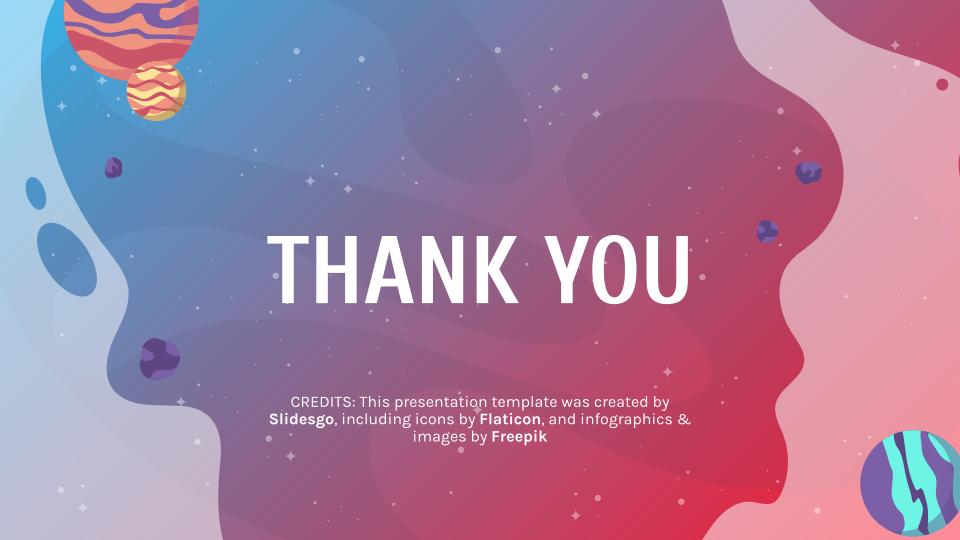 THANK YOU
CREDITS: This presentation template was created by
Slidesgo, including icons by Flaticon, and infographics &
images by Freepik